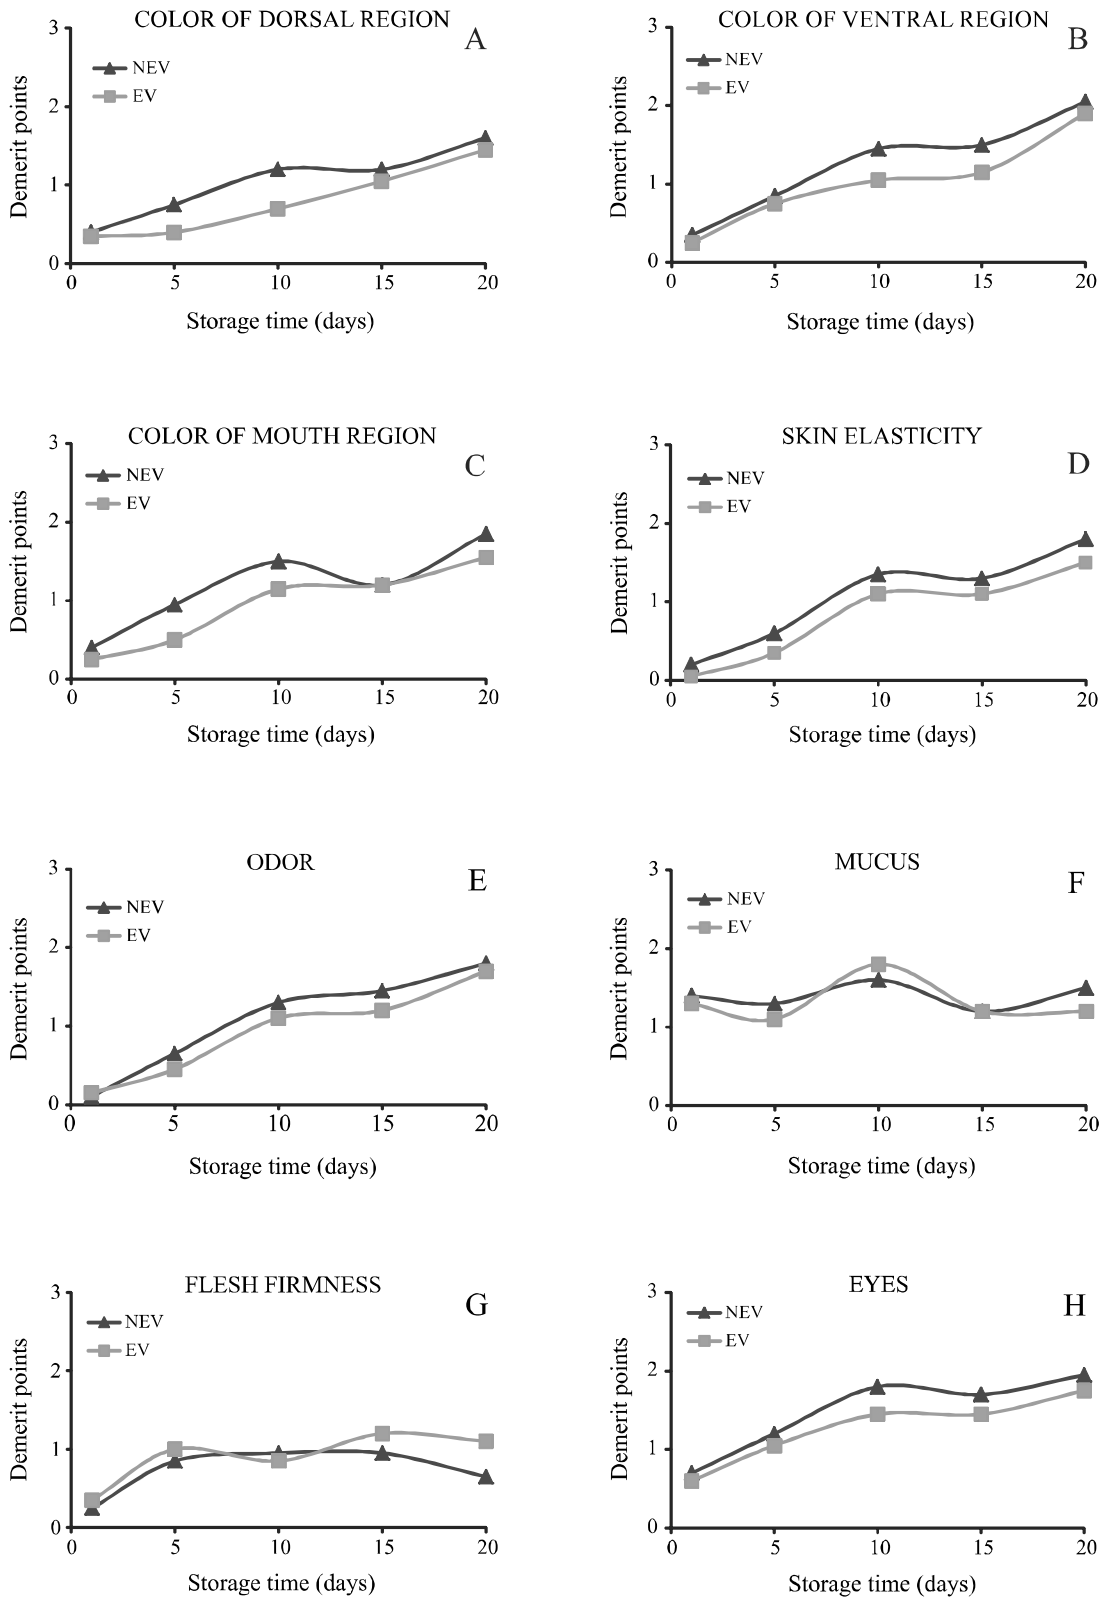 COLOR OF DORSAL REGION
A
NEV
EV
Demerit points
3
2
1
0
0 5 10 15 20
Storage time (days)
COLOR OF VENTRAL REGION
B
NEV
EV
Demerit points
3
2
1
0
0 5 10 15 20
Storage time (days)
COLOR OF MOUTH REGION
C
NEV
EV
Demerit points
3
2
1
0
0 5 10 15 20
Storage time (days)
SKIN ELASTICITY
D
NEV
EV
Demerit points
3
2
1
0
0 5 10 15 20
Storage time (days)
ODOR
E
NEV
EV
Demerit points
3
2
1
0
0 5 10 15 20
Storage time (days)
MUCUS
F
NEV
EV
Demerit points
3
2
1
0
0 5 10 15 20
Storage time (days)
FLESH FIRMNESS
G
NEV
EV
Demerit points
3
2
1
0
0 5 10 15 20
Storage time (days)
EYES
H
NEV
EV
Demerit points
3
2
1
0
0 5 10 15 20
Storage time (days)